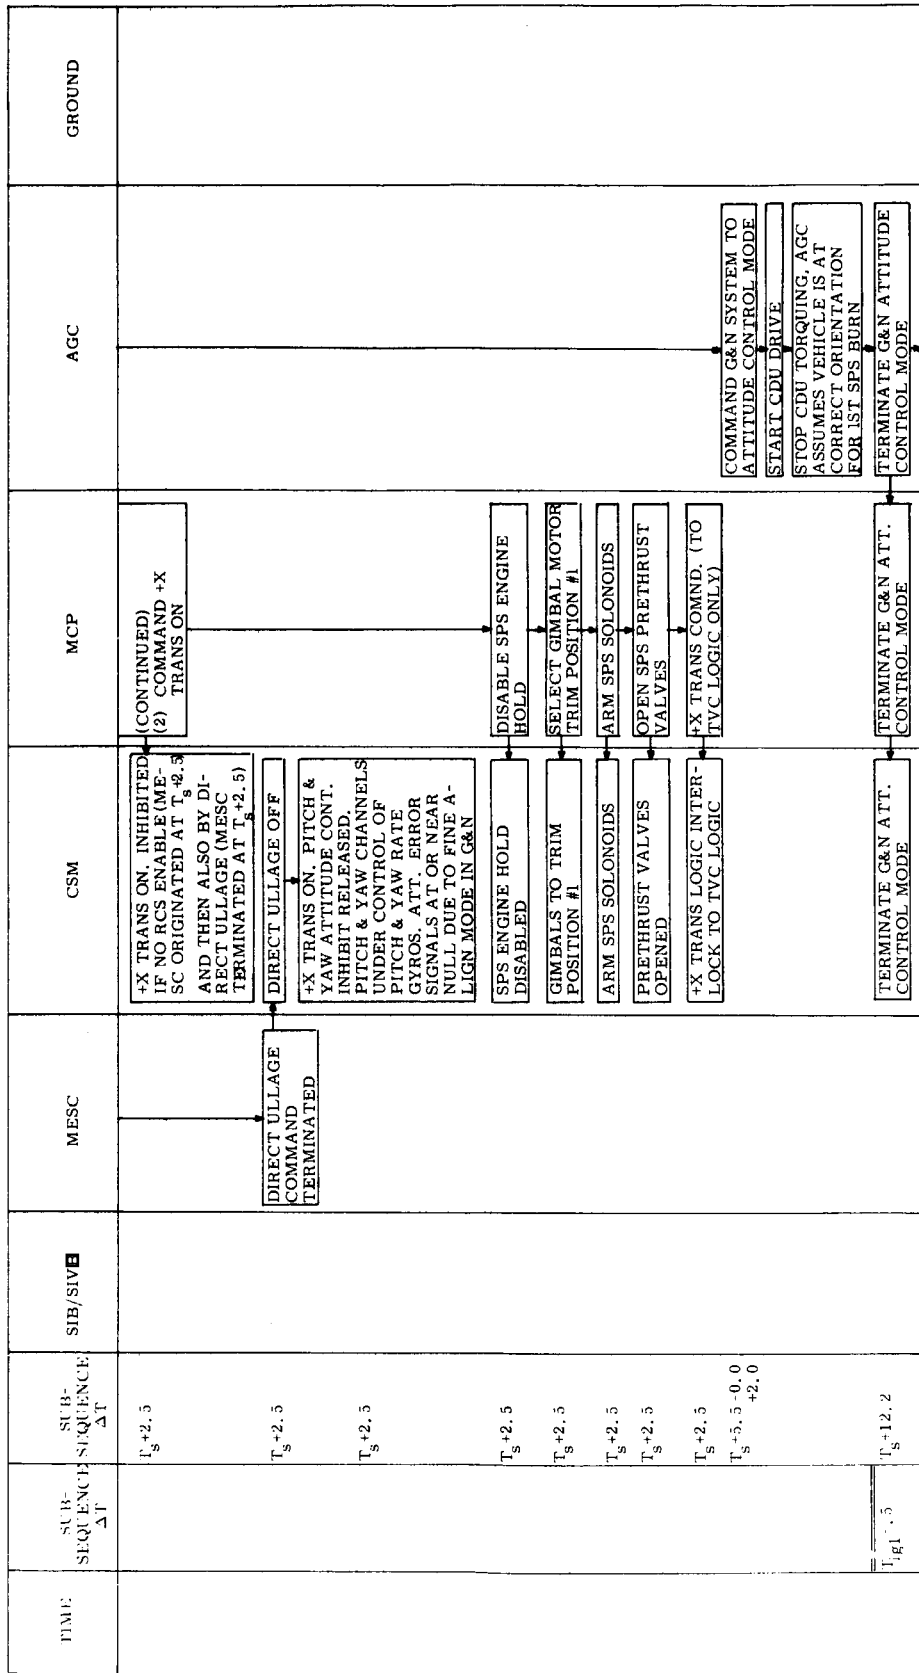 TIME
SUB-
SEQUENCE
ΔT
SUB-
SEQUENCE
ΔT
SIB/SIVB
MESC
CSM
MCP
AGC
GROUND
Ts+2.5
+X TRANS ON. INHIBITED
IF NO RCS ENABLE (ME-
SC ORIGINATED AT Ts+2.5
AND THEN ALSO BY DI-
RECT ULLAGE (MESC
TERMINATED AT Ts+2.5)
(CONTINUED)
(2) COMMAND +X
TRANS ON
Ts+2.5
DIRECT ULLAGE
COMMAND
TERMINATED
DIRECT ULLAGE OFF
Ts+2.5
+X TRANS ON. PITCH &
YAW ATTITUDE CONT.
INHIBIT RELEASED.
PITCH & YAW CHANNELS
UNDER CONTROL OF
PITCH & YAW RATE
GYROS. ATT. ERROR
SIGNALS AT OR NEAR
NULL DUE TO FINE A-
LIGN MODE IN G&N
Ts+2.5
SPS ENGINE HOLD
DISABLED
DISABLE SPS ENGINE
HOLD
Ts+2.5
GIMBALS TO TRIM
POSITION #1
SELECT GIMBAL MOTOR
TRIM POSITION #1
Ts+2.5
ARM SPS SOLONOIDS
ARM SPS SOLONOIDS
Ts+2.5
PRETHRUST VALVES
OPENED
OPEN SPS PRETHRUST
VALVES
Ts+2.5
+X TRANS LOGIC INTER-
LOCK TO TVC LOGIC
+X TRANS COMND. (TO
TVC LOGIC ONLY)
Ts+5.5 -0.0
+2.0
COMMAND G&N SYSTEM TO
ATTITUDE CONTROL MODE
START CDU DRIVE
STOP CDU TORQUING, AGC
ASSUMES VEHICLE IS AT
CORRECT ORIENTATION
FOR 1ST SPS BURN
Tig1-.5
Ts+12.2
TERMINATE G&N ATT.
CONTROL MODE
TERMINATE G&N ATT.
CONTROL MODE
TERMINATE G&N ATTITUDE
CONTROL MODE